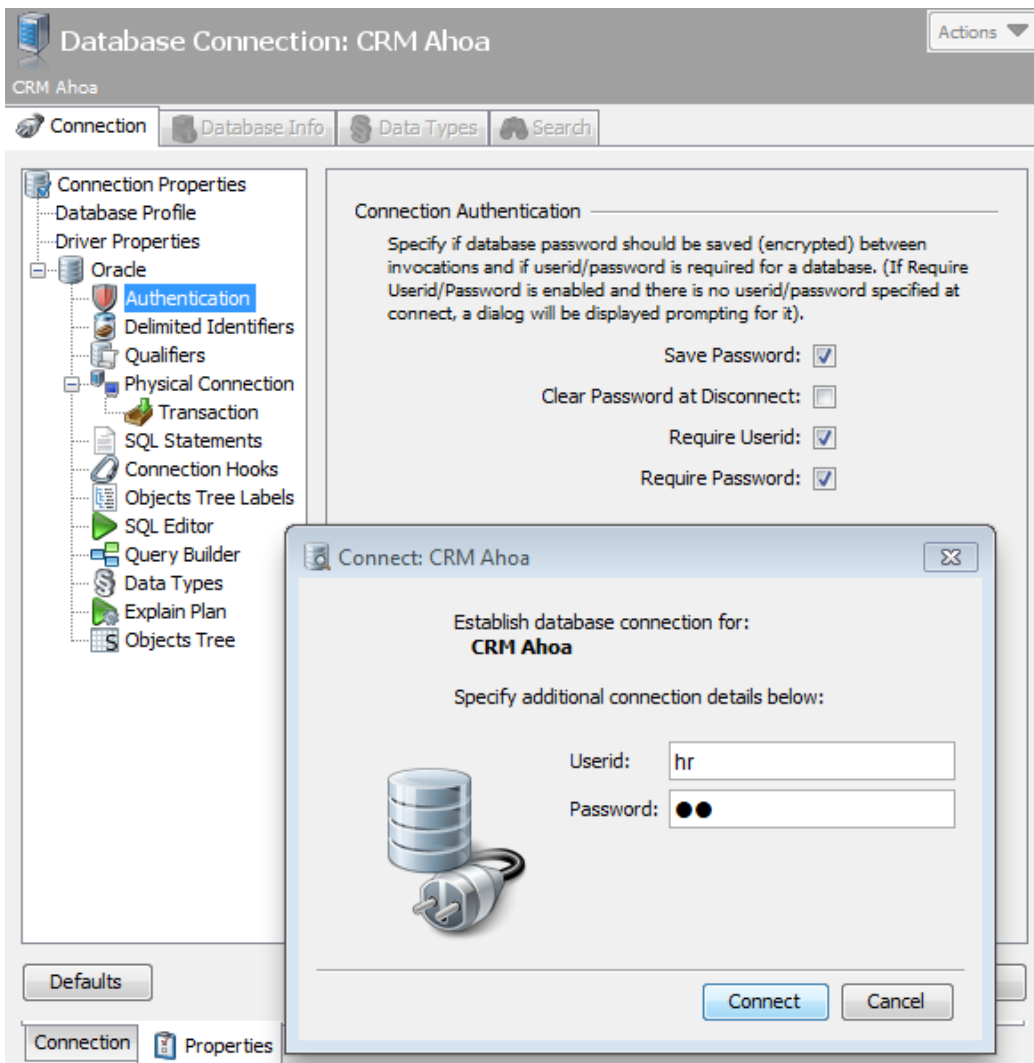 Database Connection: CRM Ahoa
Actions
CRM Ahoa
Connection
Database Info
Data Types
Search
Connection Properties
Database Profile
Driver Properties
Oracle
Authentication
Delimited Identifiers
Qualifiers
Physical Connection
Transaction
SQL Statements
Connection Hooks
Objects Tree Labels
SQL Editor
Query Builder
Data Types
Explain Plan
Objects Tree
Connection Authentication
Specify if database password should be saved (encrypted) between
invocations and if userid/password is required for a database. (If Require
Userid/Password is enabled and there is no userid/password specified at
connect, a dialog will be displayed prompting for it).
Save Password:
Clear Password at Disconnect:
Require Userid:
Require Password:
Connect: CRM Ahoa
Establish database connection for:
CRM Ahoa
Specify additional connection details below:
Userid: hr
Password: ●●
Connect
Cancel
Defaults
Connection
Properties